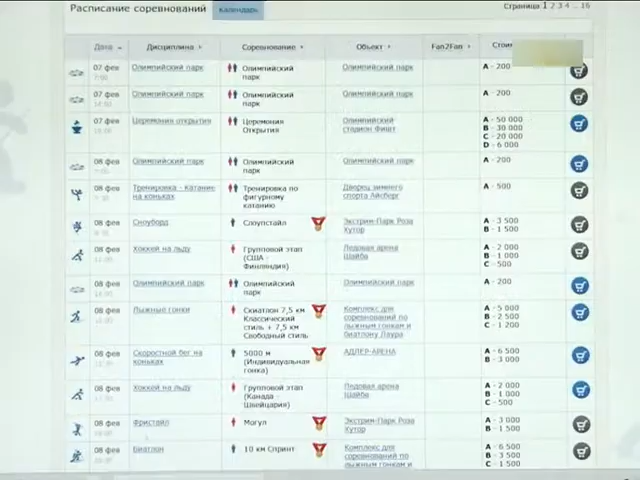 Расписание соревнований Календарь Страница 1 2 3 4 .. 16
Дата Дисциплина Соревнование Объект Fan2Fan
07 фев Олимпийский парк Олимпийский Олимпийский парк A - 200
парк
07 фев Олимпийский парк Олимпийский Олимпийский парк A - 200
парк
07 фев Церемония открытия Церемония Олимпийский A - 50 000
Открытия стадион Фишт B - 30 000
C - 20 000
D - 6 000
08 фев Олимпийский парк Олимпийский Олимпийский парк A - 200
парк
08 фев Тренировка - Катание Тренировка по Дворец зимнего A - 500
на коньках фигурному спорта Айсберг
катанию
08 фев Сноуборд Слоупстайл Экстрим-Парк Роза A - 3 500
Хутор B - 1 500
08 фев Хоккей на льду Групповой этап Ледовая арена A - 2 000
(США - Шайба B - 1 000
Финляндия) C - 500
08 фев Олимпийский парк Олимпийский Олимпийский парк A - 200
парк
08 фев Лыжные гонки Скиатлон 7,5 км Комплекс для A - 5 000
Классический соревнований по B - 2 500
стиль + 7,5 км лыжным гонкам и C - 1 200
Свободный стиль биатлону Лаура
08 фев Скоростной бег на 5000 м АДЛЕР-АРЕНА A - 6 500
коньках (Индивидуальная B - 3 000
гонка)
08 фев Хоккей на льду Групповой этап Ледовая арена A - 2 000
(Канада - Шайба B - 1 000
Швейцария) C - 500
08 фев Фристайл Могул Экстрим-Парк Роза A - 3 000
Хутор B - 1 500
08 фев Биатлон 10 км Спринт Комплекс для A - 6 500
соревнований по B - 3 500
лыжным гонкам и C - 1 500